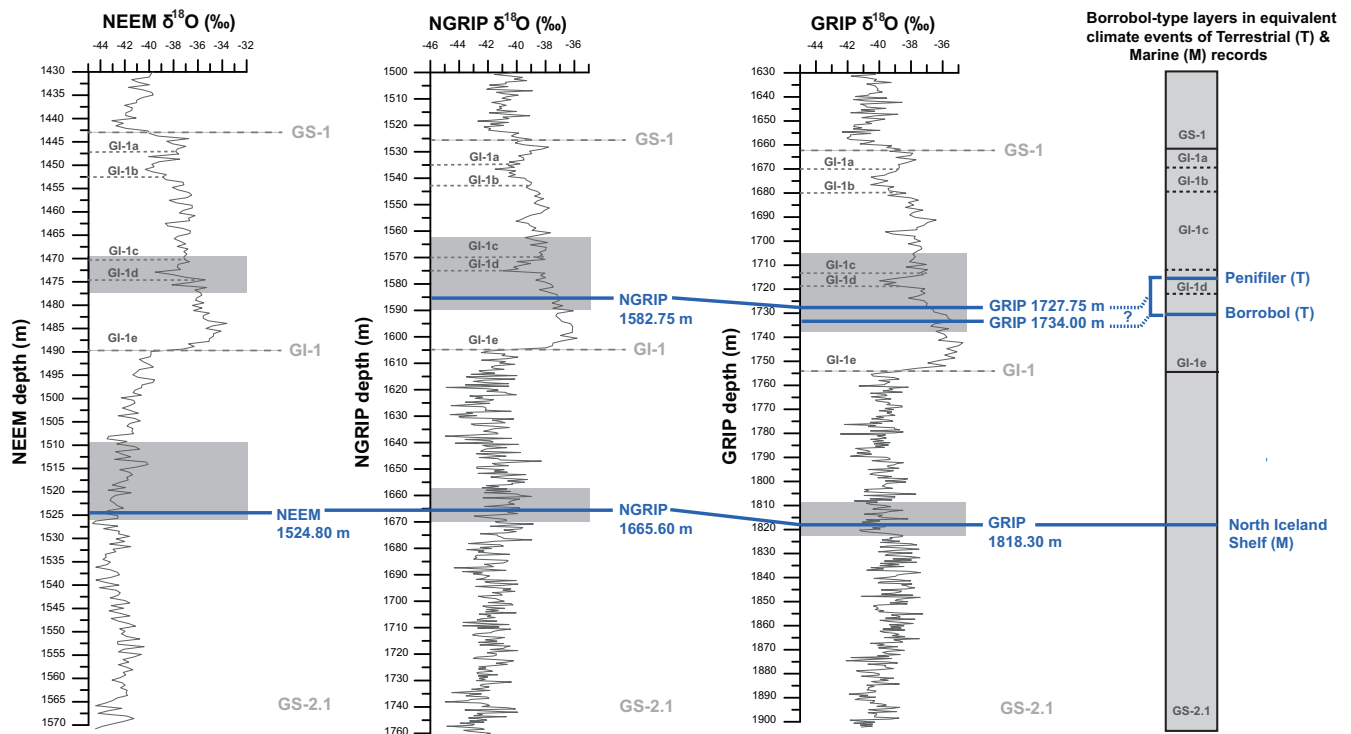 NEEM δ18O (‰)
-44 -42 -40 -38 -36 -34 -32
NEEM depth (m)
1430
1435
1440
1445
1450
1455
1460
1465
1470
1475
1480
1485
1490
1495
1500
1505
1510
1515
1520
1525
1530
1535
1540
1545
1550
1555
1560
1565
1570
GS-1
GI-1a
GI-1b
GI-1c
GI-1d
GI-1e
NEEM
1524.80 m
GS-2.1
NGRIP δ18O (‰)
-46 -44 -42 -40 -38 -36
NGRIP depth (m)
1500
1510
1520
1530
1540
1550
1560
1570
1580
1590
1600
1610
1620
1630
1640
1650
1660
1670
1680
1690
1700
1710
1720
1730
1740
1750
1760
GS-1
GI-1a
GI-1b
GI-1c
GI-1d
NGRIP
1582.75 m
GI-1e
GI-1
NGRIP
1665.60 m
GS-2.1
GRIP δ18O (‰)
-44 -42 -40 -38 -36
GRIP depth (m)
1630
1640
1650
1660
1670
1680
1690
1700
1710
1720
1730
1740
1750
1760
1770
1780
1790
1800
1810
1820
1830
1840
1850
1860
1870
1880
1890
1900
GS-1
GI-1a
GI-1b
GI-1c
GI-1d
GRIP 1727.75 m
GRIP 1734.00 m
?
GI-1e
GI-1
GRIP
1818.30 m
GS-2.1
Borrobol-type layers in equivalent
climate events of Terrestrial (T) &
Marine (M) records
GS-1
GI-1a
GI-1b
GI-1c
GI-1d
GI-1e
GS-2.1
Penifiler (T)
Borrobol (T)
North Iceland
Shelf (M)